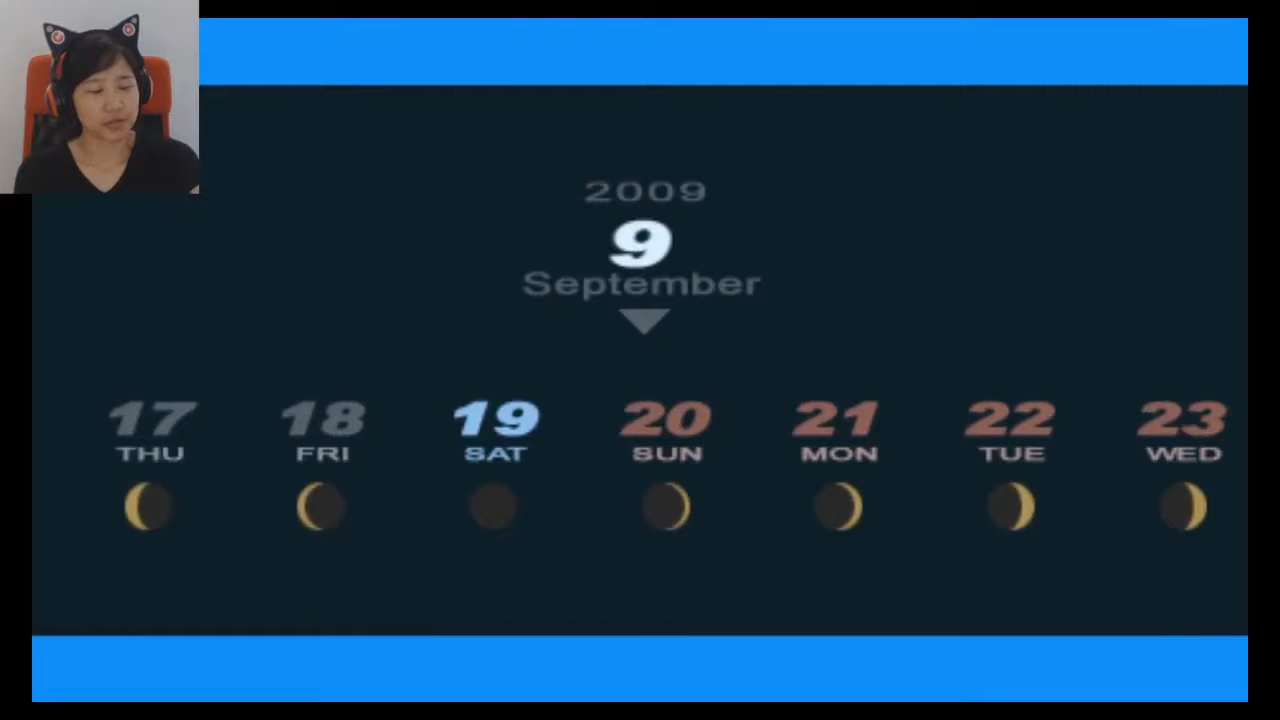 2009
9
September
17 18 19 20 21 22 23
THU FRI SAT SUN MON TUE WED